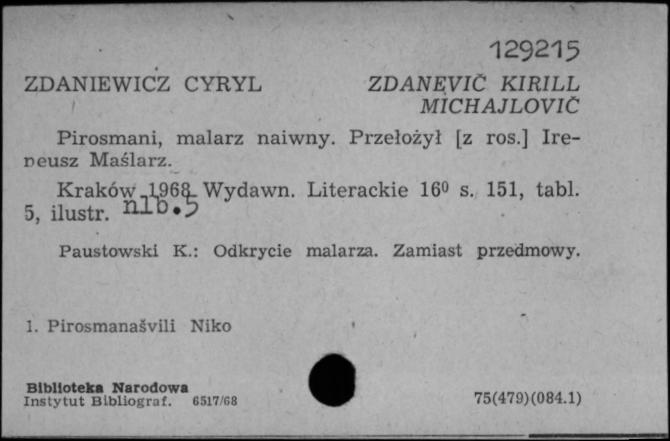 129215
ZDANIEWICZ CYRYL ZDANEVIČ KIRILL
MICHAJLOVIČ
Pirosmani, malarz naiwny. Przełożył [z ros.] Ire-
neusz Maślarz.
Kraków 1968 Wydawn. Literackie 16⁰ s. 151, tabl.
5, ilustr. nlb.5
Paustowski K.: Odkrycie malarza. Zamiast przedmowy.
1. Pirosmanašvili Niko
Biblioteka Narodowa
Instytut Bibliograf. 6517/68 75(479)(084.1)